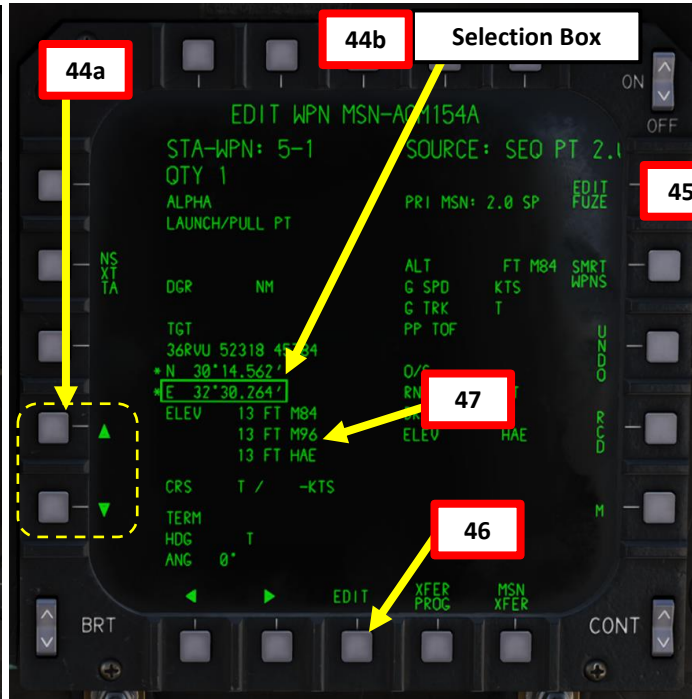 44a
44b
Selection Box
ON
OFF
EDIT WPN MSN-AGM154A
STA-WPN: 5-1 SOURCE: SEQ PT 2.
QTY 1
ALPHA PRI MSN: 2.0 SP
EDIT
FUZE
45
LAUNCH/PULL PT
NS
XT
TA
ALT FT M84
SMRT
WPNS
DGR NM G SPD KTS
G TRK T
TGT PP TOF
UNDO
36RVU 52318
* N 30°14.562'
* E 32°30.264'
O/S
47
ELEV 13 FT M84
13 FT M96 ELEV HAE
13 FT HAE
RCD
CRS T / -KTS
TERM
HDG T
ANG 0°
46
M
EDIT
XFER
PROG
MSN
XFER
BRT
CONT